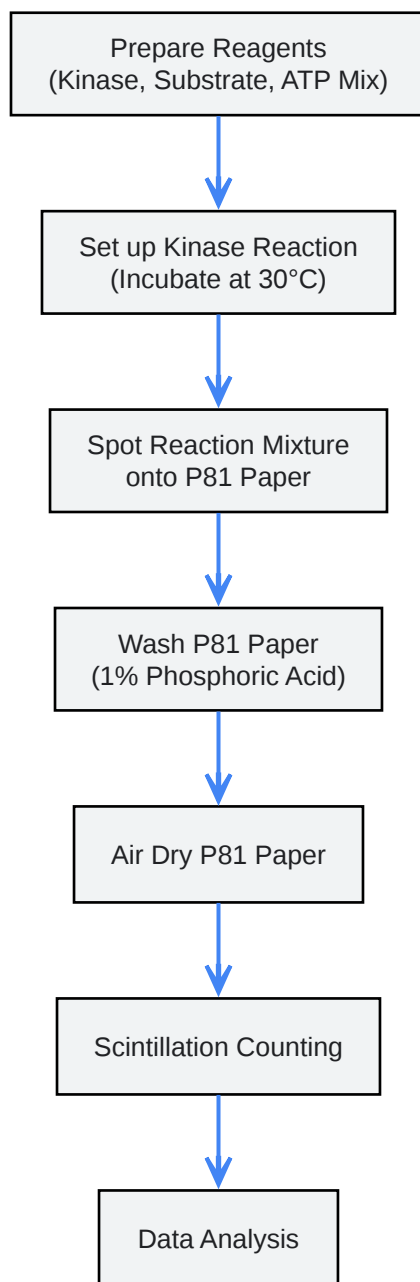 Prepare Reagents
(Kinase, Substrate, ATP Mix)
Set up Kinase Reaction
(Incubate at 30°C)
Spot Reaction Mixture
onto P81 Paper
Wash P81 Paper
(1% Phosphoric Acid)
Air Dry P81 Paper
Scintillation Counting
Data Analysis